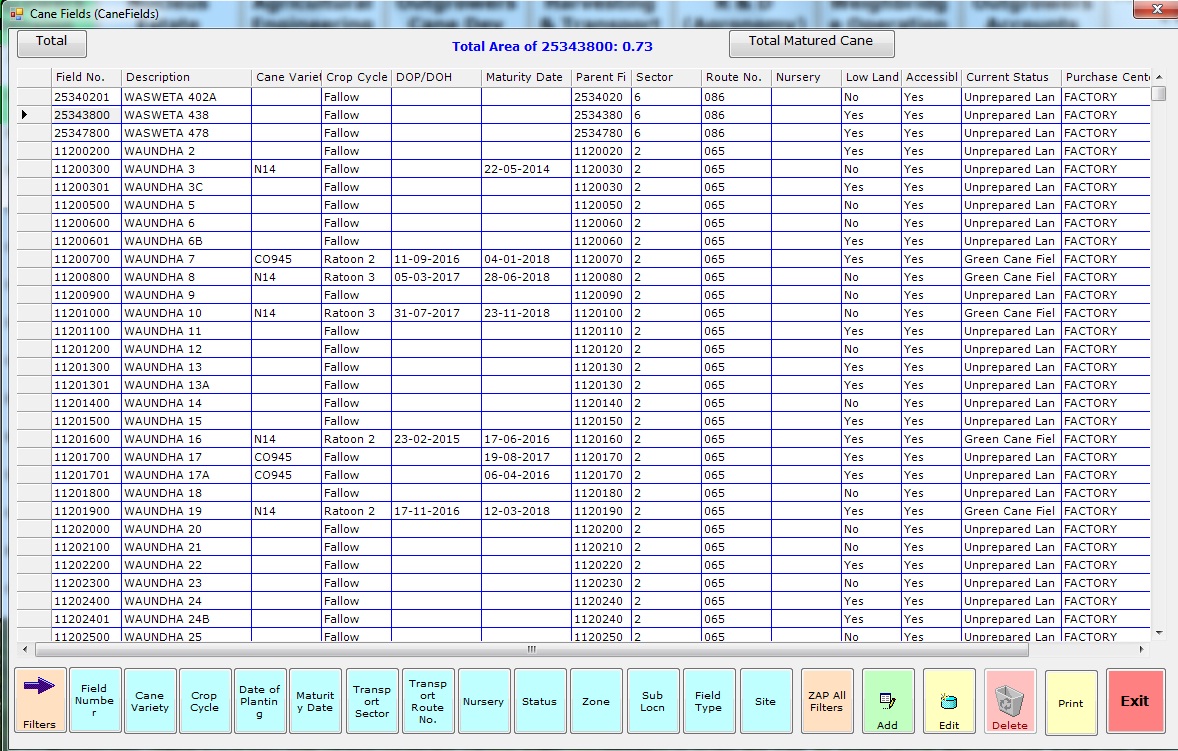 Cane Fields (CaneFields)
Total
Total Area of 25343800: 0.73
Total Matured Cane
Field No. Description Cane Variet Crop Cycle DOP/DOH Maturity Date Parent Fi Sector Route No. Nursery Low Land Accessibl Current Status Purchase Cente
25340201 WASWETA 402A Fallow 2534020 6 086 No Yes Unprepared Lan FACTORY
25343800 WASWETA 438 Fallow 2534380 6 086 Yes Yes Unprepared Lan FACTORY
25347800 WASWETA 478 Fallow 2534780 6 086 Yes Yes Unprepared Lan FACTORY
11200200 WAUNDHA 2 Fallow 1120020 2 065 Yes Yes Unprepared Lan FACTORY
11200300 WAUNDHA 3 N14 Fallow 22-05-2014 1120030 2 065 No Yes Unprepared Lan FACTORY
11200301 WAUNDHA 3C Fallow 1120030 2 065 Yes Yes Unprepared Lan FACTORY
11200500 WAUNDHA 5 Fallow 1120050 2 065 No Yes Unprepared Lan FACTORY
11200600 WAUNDHA 6 Fallow 1120060 2 065 No Yes Unprepared Lan FACTORY
11200601 WAUNDHA 6B Fallow 1120060 2 065 Yes Yes Unprepared Lan FACTORY
11200700 WAUNDHA 7 CO945 Ratoon 2 11-09-2016 04-01-2018 1120070 2 065 Yes Yes Green Cane Fiel FACTORY
11200800 WAUNDHA 8 N14 Ratoon 3 05-03-2017 28-06-2018 1120080 2 065 No Yes Green Cane Fiel FACTORY
11200900 WAUNDHA 9 Fallow 1120090 2 065 No Yes Unprepared Lan FACTORY
11201000 WAUNDHA 10 N14 Ratoon 3 31-07-2017 23-11-2018 1120100 2 065 No Yes Green Cane Fiel FACTORY
11201100 WAUNDHA 11 Fallow 1120110 2 065 Yes Yes Unprepared Lan FACTORY
11201200 WAUNDHA 12 Fallow 1120120 2 065 No Yes Unprepared Lan FACTORY
11201300 WAUNDHA 13 Fallow 1120130 2 065 Yes Yes Unprepared Lan FACTORY
11201301 WAUNDHA 13A Fallow 1120130 2 065 Yes Yes Unprepared Lan FACTORY
11201400 WAUNDHA 14 Fallow 1120140 2 065 No Yes Unprepared Lan FACTORY
11201500 WAUNDHA 15 Fallow 1120150 2 065 Yes Yes Unprepared Lan FACTORY
11201600 WAUNDHA 16 N14 Ratoon 2 23-02-2015 17-06-2016 1120160 2 065 Yes Yes Green Cane Fiel FACTORY
11201700 WAUNDHA 17 CO945 Fallow 19-08-2017 1120170 2 065 Yes Yes Unprepared Lan FACTORY
11201701 WAUNDHA 17A CO945 Fallow 06-04-2016 1120170 2 065 Yes Yes Unprepared Lan FACTORY
11201800 WAUNDHA 18 Fallow 1120180 2 065 No Yes Unprepared Lan FACTORY
11201900 WAUNDHA 19 N14 Ratoon 2 17-11-2016 12-03-2018 1120190 2 065 Yes Yes Green Cane Fiel FACTORY
11202000 WAUNDHA 20 Fallow 1120200 2 065 No Yes Unprepared Lan FACTORY
11202100 WAUNDHA 21 Fallow 1120210 2 065 No Yes Unprepared Lan FACTORY
11202200 WAUNDHA 22 Fallow 1120220 2 065 Yes Yes Unprepared Lan FACTORY
11202300 WAUNDHA 23 Fallow 1120230 2 065 No Yes Unprepared Lan FACTORY
11202400 WAUNDHA 24 Fallow 1120240 2 065 Yes Yes Unprepared Lan FACTORY
11202401 WAUNDHA 24B Fallow 1120240 2 065 Yes Yes Unprepared Lan FACTORY
11202500 WAUNDHA 25 Fallow 1120250 2 065 No Yes Unprepared Lan FACTORY
Filters
Field
Numbe
r
Cane
Variety
Crop
Cycle
Date of
Plantin
g
Maturit
y Date
Transp
ort
Sector
Transp
ort
Route
No.
Nursery
Status
Zone
Sub
Locn
Field
Type
Site
ZAP All
Filters
Add
Edit
Delete
Print
Exit